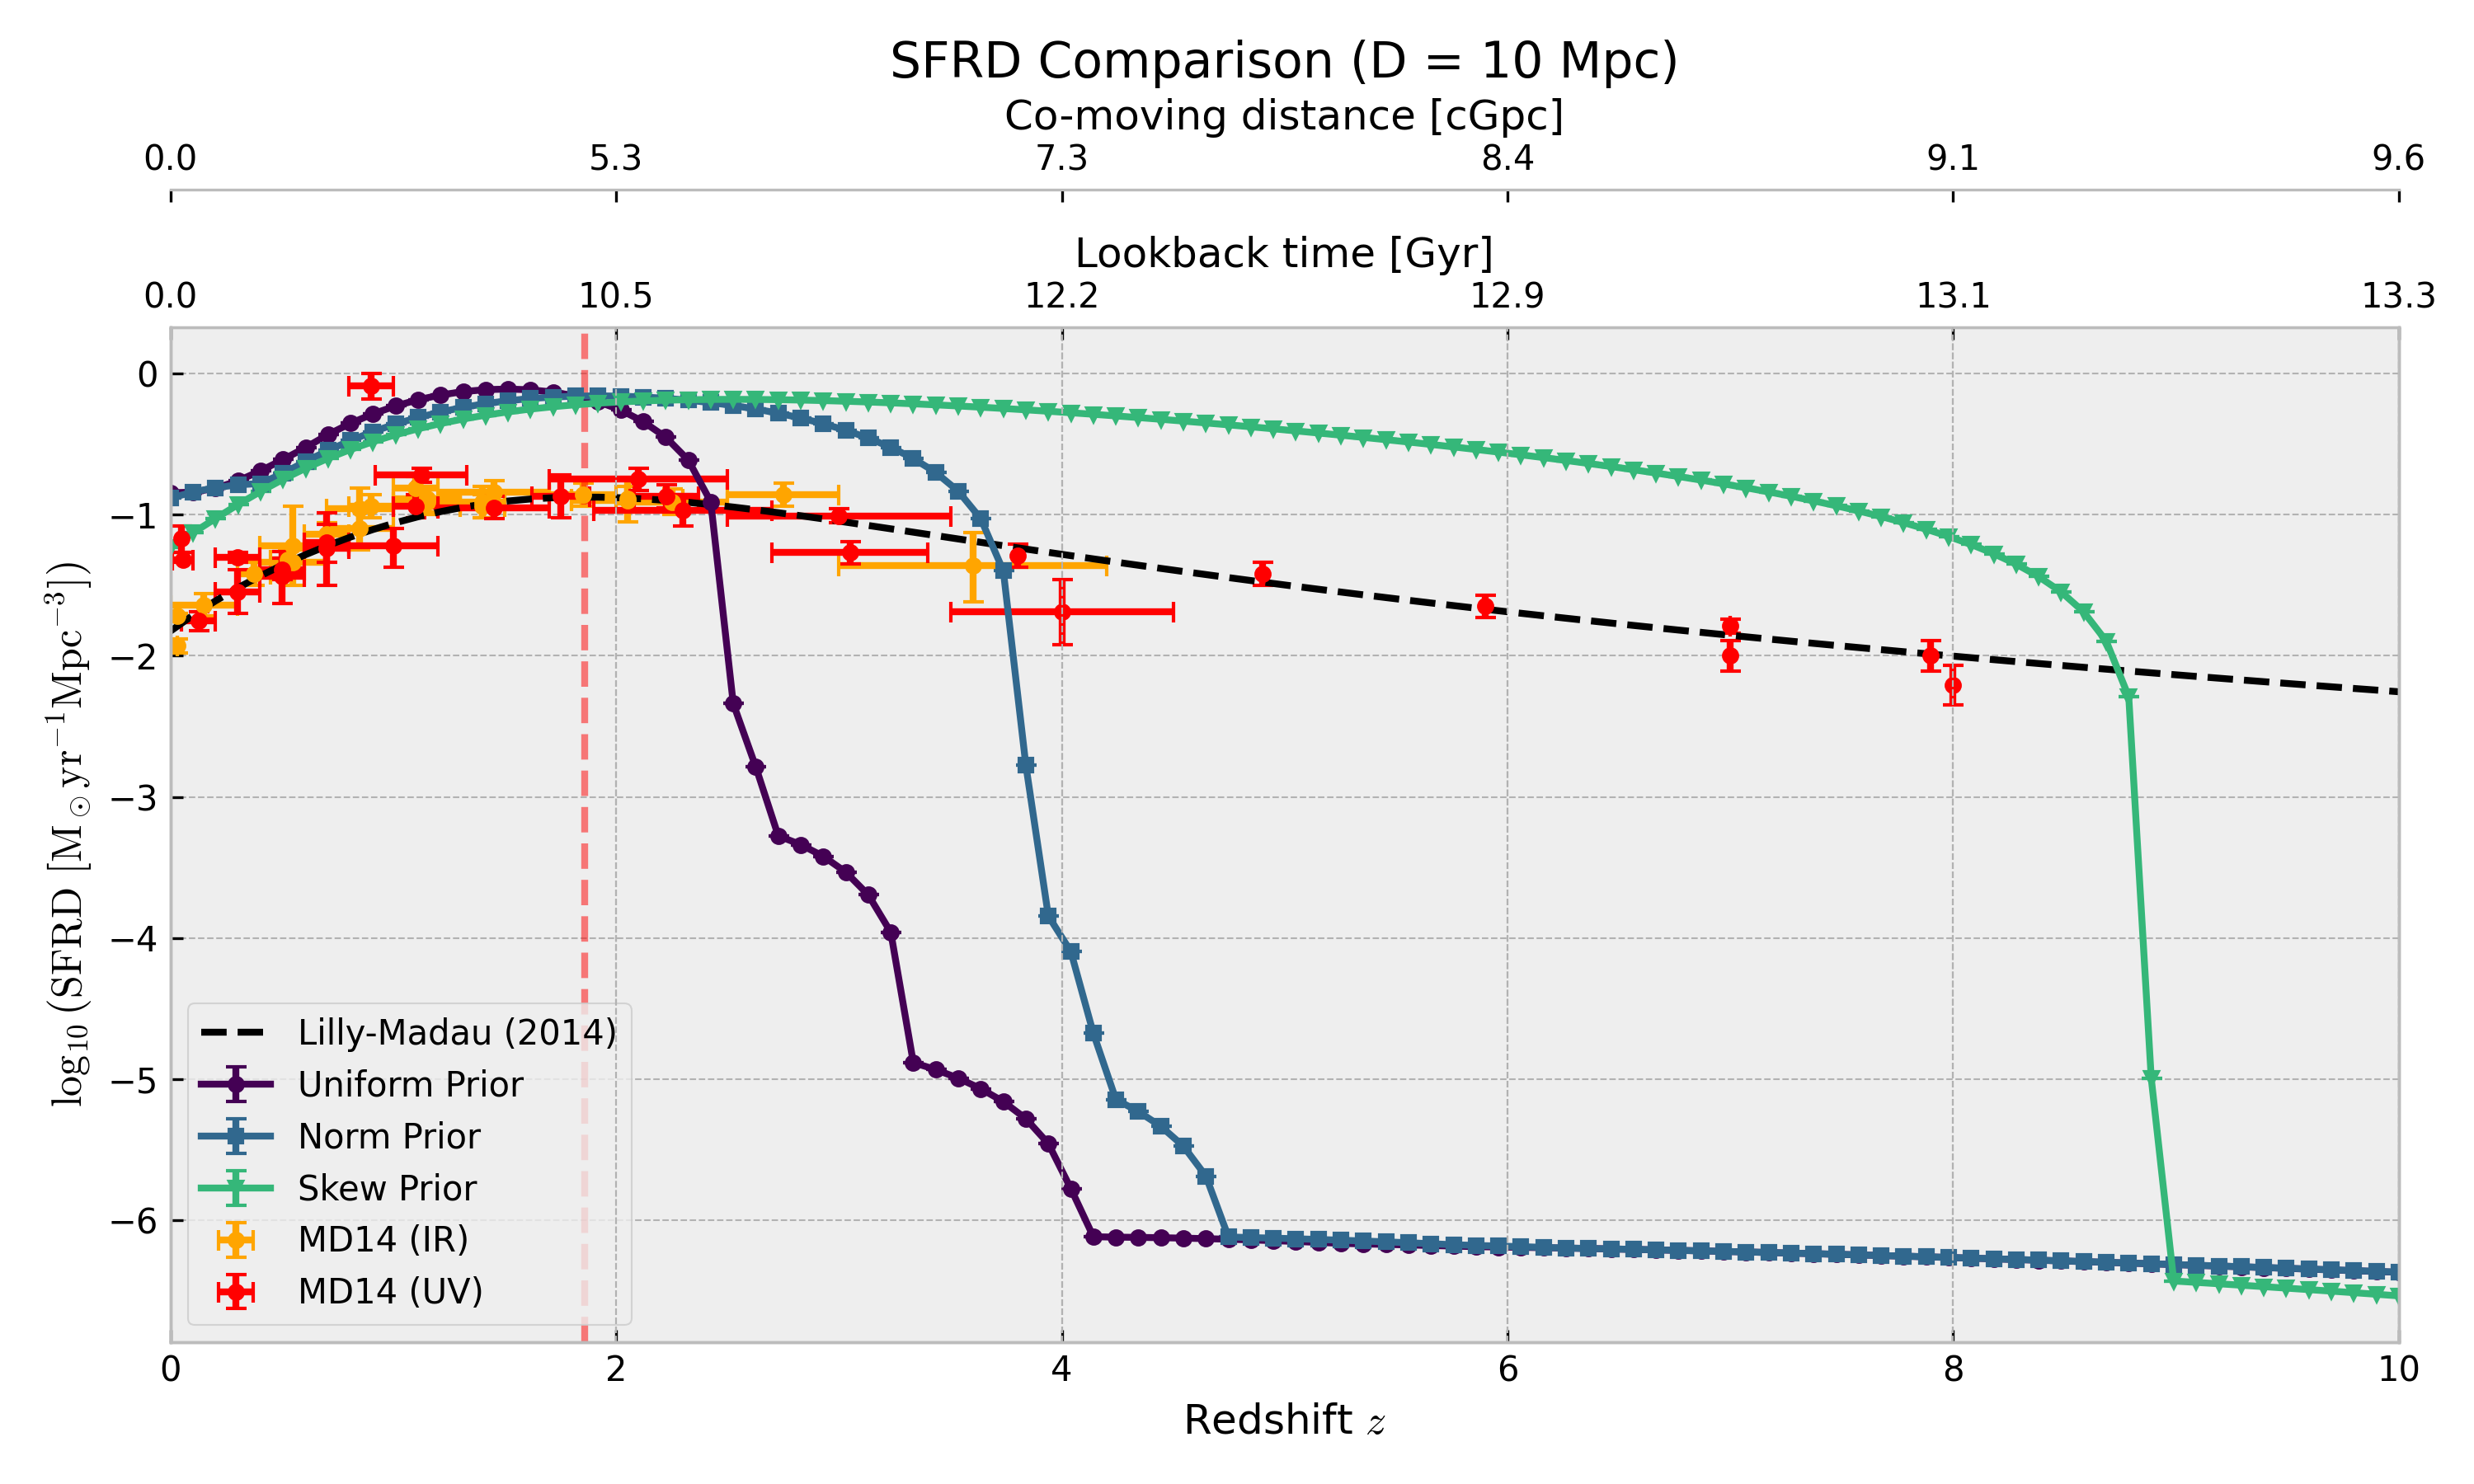 SFRD Comparison (D = 10 Mpc)
Co-moving distance [cGpc]
0.0 5.3 7.3 8.4 9.1 9.6
Lookback time [Gyr]
0.0 10.5 12.2 12.9 13.1 13.3
log₁₀(SFRD [M⊙yr⁻¹Mpc⁻³])
0
−1
−2
−3
−4
−5
−6
Lilly-Madau (2014)
Uniform Prior
Norm Prior
Skew Prior
MD14 (IR)
MD14 (UV)
0 2 4 6 8 10
Redshift z